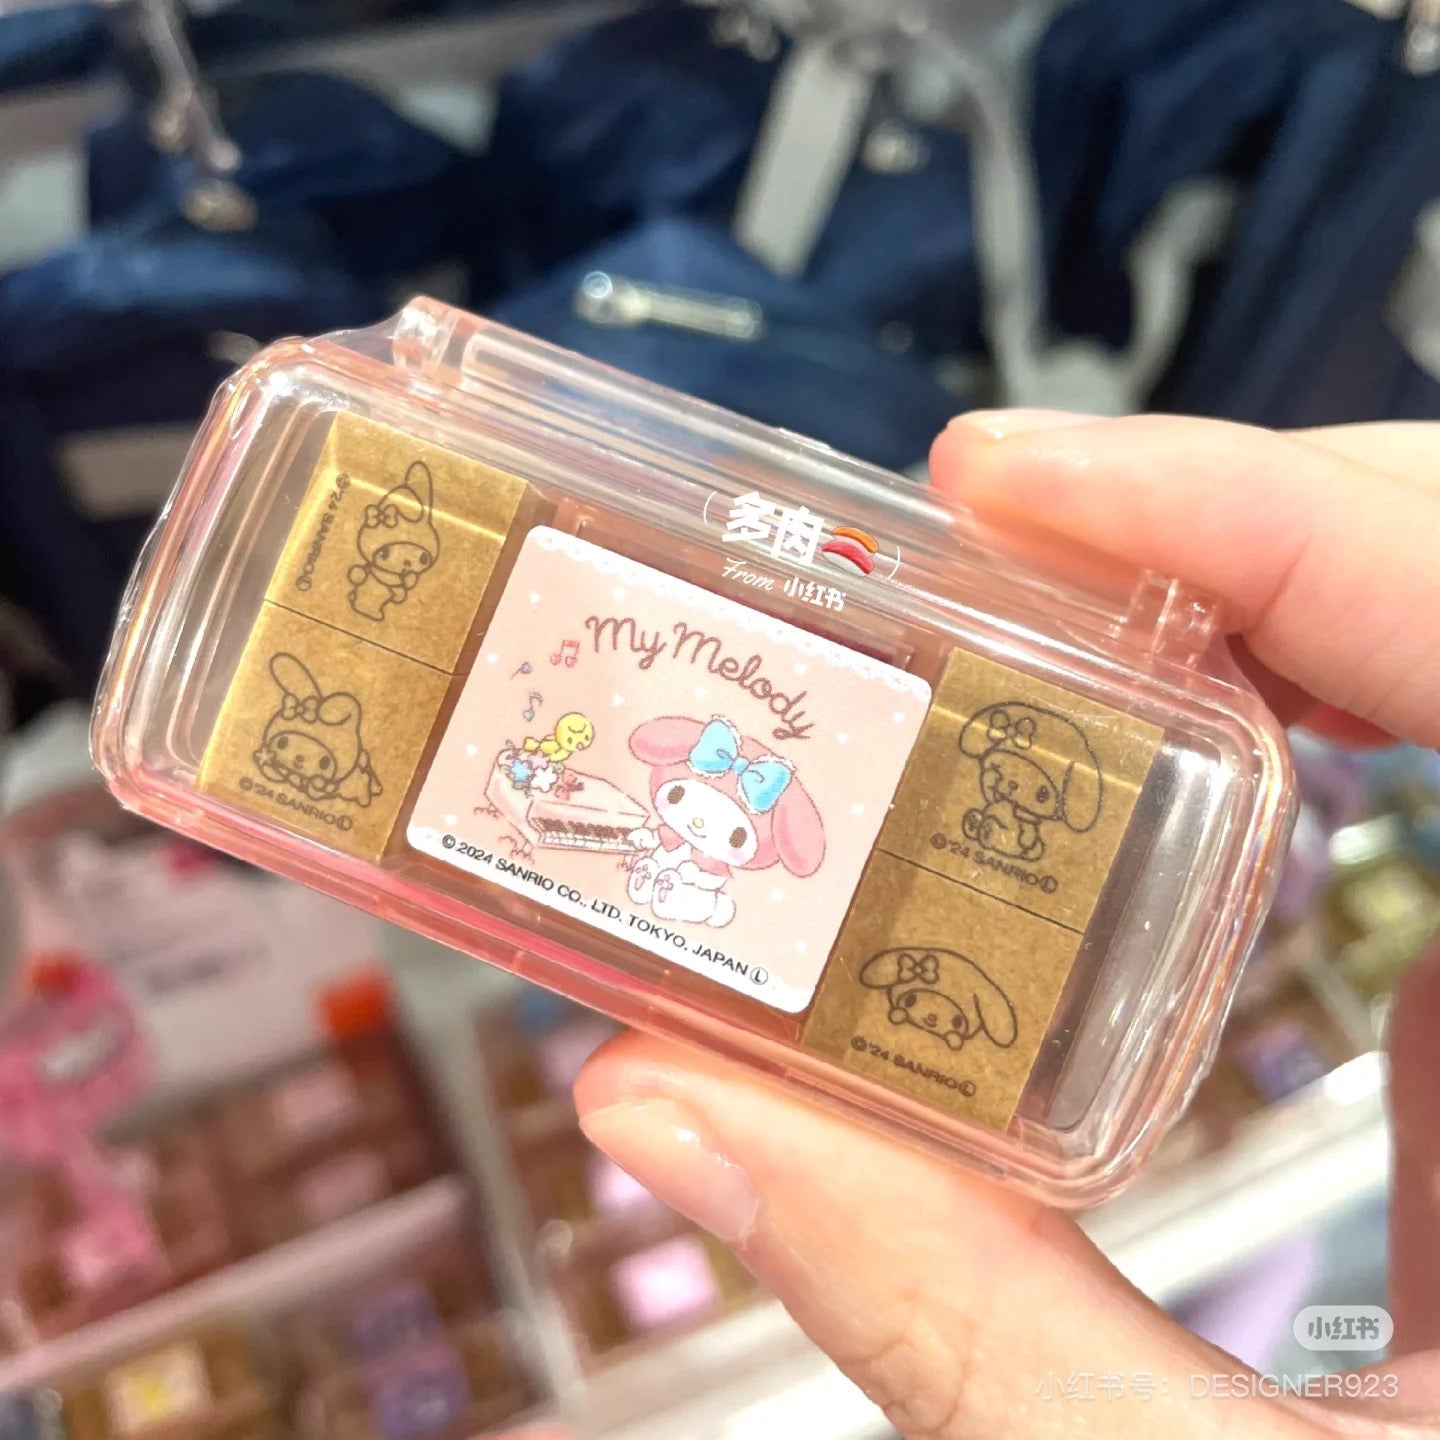 多肉
From 小红书
My Melody
© 2024 SANRIO CO., LTD. TOKYO, JAPAN Ⓛ
©'24 SANRIO Ⓛ
©'24 SANRIO Ⓛ
©'24 SANRIO Ⓛ
©'24 SANRIO Ⓛ
小红书
小红书号：DESIGNER923